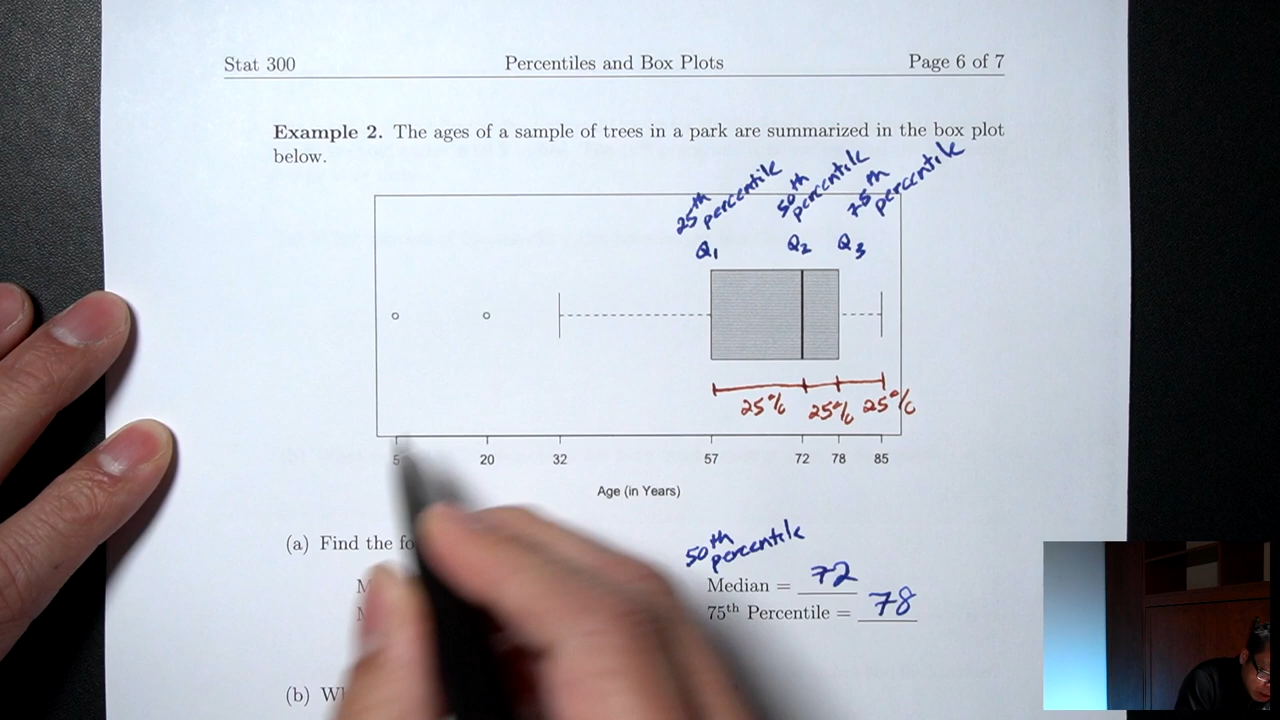 Stat 300 Percentiles and Box Plots Page 6 of 7
Example 2. The ages of a sample of trees in a park are summarized in the box plot
below.
25th percentile 50th percentile 75th percentile
Q1 Q2 Q3
25% 25% 25%
5 20 32 57 72 78 85
Age (in Years)
(a) Find the
50th percentile
Median = 72
75th Percentile = 78
(b)